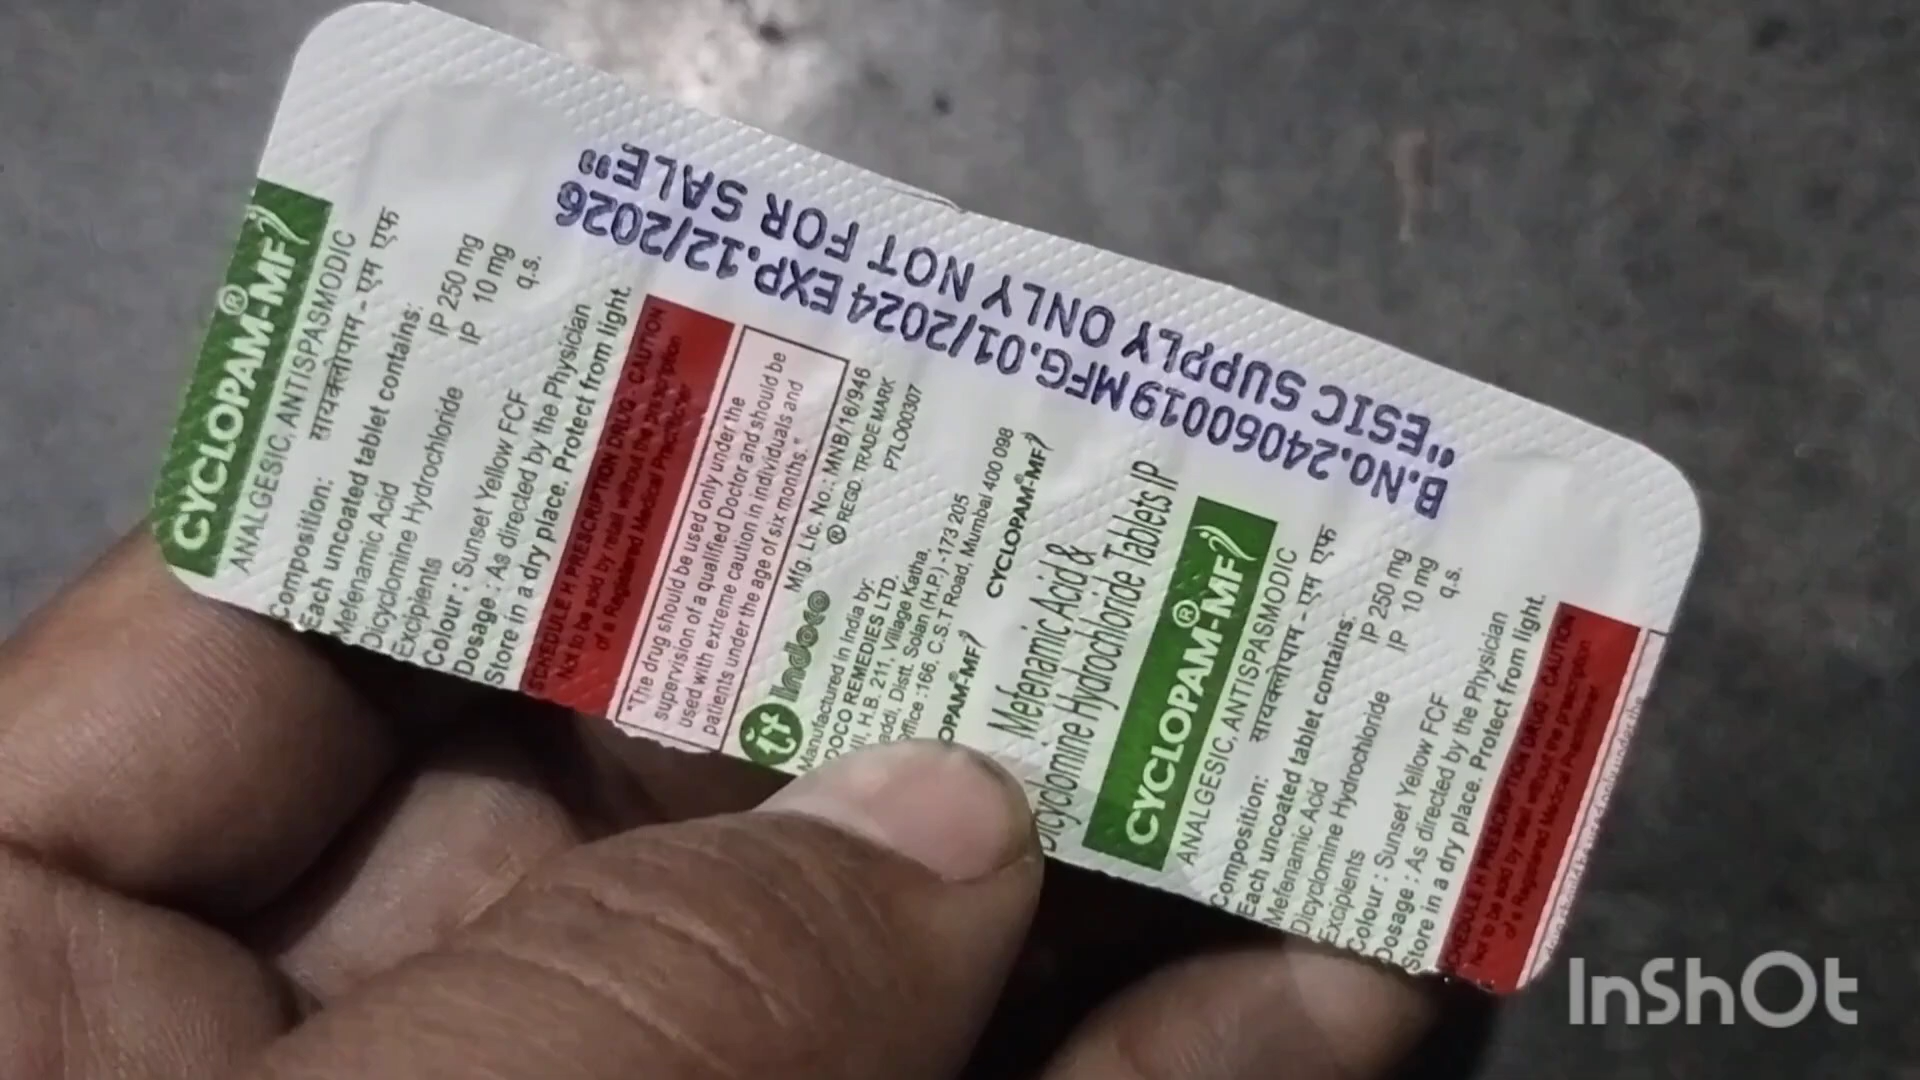 CYCLOPAM®-MF
ANALGESIC, ANTISPASMODIC
सायक्लोपाम - एम एफ
Composition:
Each uncoated tablet contains:
Mefenamic Acid IP 250 mg
Dicyclomine Hydrochloride IP 10 mg
Excipients q.s.
Colour : Sunset Yellow FCF
Dosage : As directed by the Physician
Store in a dry place. Protect from light.
SCHEDULE H PRESCRIPTION DRUG - CAUTION
Not to be sold by retail without the prescription
of a Registered Medical Practitioner
"The drug should be used only under the
supervision of a qualified Doctor and should be
used with extreme caution in individuals and
patients under the age of six months."
Indoco
Mfg. Lic. No.: MNB/16/946
® REGD. TRADE MARK
P7LO00307
Manufactured in India by:
DOCO REMEDIES LTD.
H.B. 211, Village Katha,
addi, Distt. Solan (H.P.) -173 205
ffice :166, C.S.T Road, Mumbai 400 098
OPAM®-MF
CYCLOPAM®-MF
Mefenamic Acid &
Dicyclomine Hydrochloride Tablets IP
CYCLOPAM®-MF
ANALGESIC, ANTISPASMODIC
सायक्लोपाम - एम एफ
Composition:
Each uncoated tablet contains:
Mefenamic Acid IP 250 mg
Dicyclomine Hydrochloride IP 10 mg
Excipients q.s.
Colour : Sunset Yellow FCF
Dosage : As directed by the Physician
Store in a dry place. Protect from light.
SCHEDULE H PRESCRIPTION DRUG - CAUTION
Not to be sold by retail without the prescription
of a Registered Medical Practitioner
B.No.24060019 MFG.01/2024 EXP.12/2026
"ESIC SUPPLY ONLY NOT FOR SALE"
InShOt